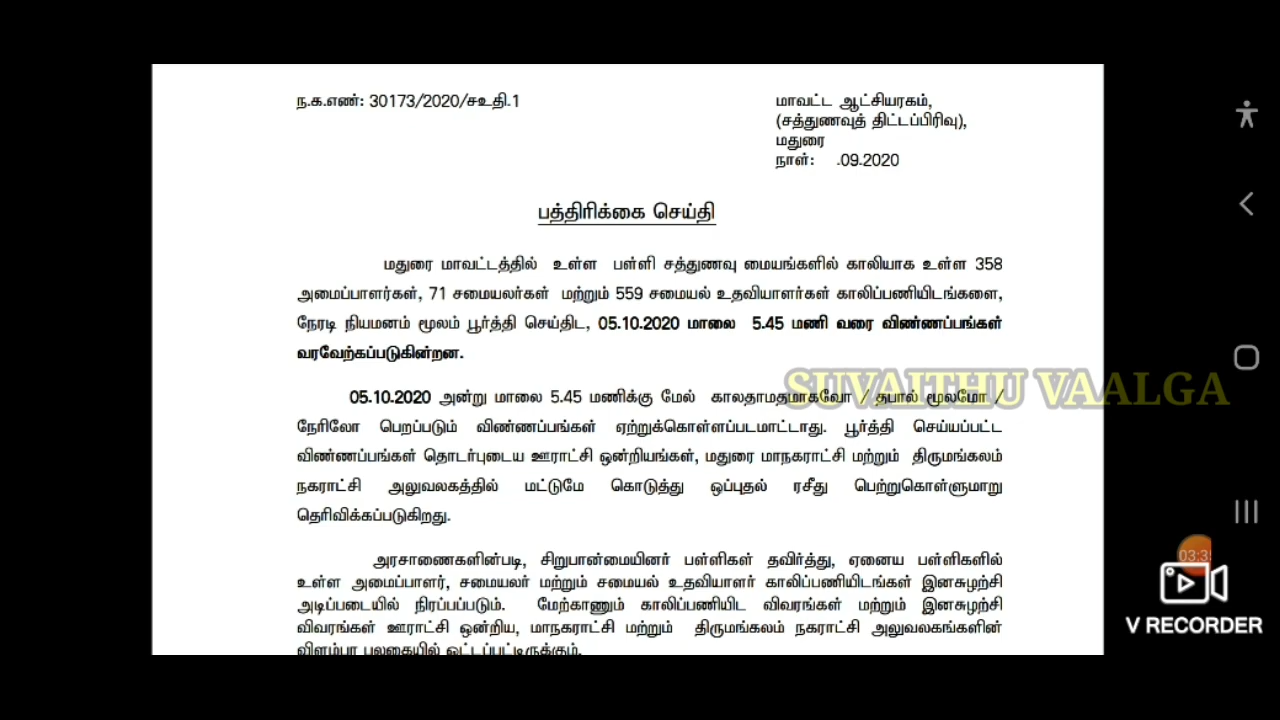 ந.க.எண்: 30173/2020/சஉதி.1
மாவட்ட ஆட்சியரகம்,
(சத்துணவுத் திட்டப்பிரிவு),
மதுரை
நாள்: .09.2020
பத்திரிக்கை செய்தி
மதுரை மாவட்டத்தில் உள்ள பள்ளி சத்துணவு மையங்களில் காலியாக உள்ள 358
அமைப்பாளர்கள், 71 சமையலர்கள் மற்றும் 559 சமையல் உதவியாளர்கள் காலிப்பணியிடங்களை,
நேரடி நியமனம் மூலம் பூர்த்தி செய்திட, 05.10.2020 மாலை 5.45 மணி வரை விண்ணப்பங்கள்
வரவேற்கப்படுகின்றன.
SUVAITHU VAALGA
05.10.2020 அன்று மாலை 5.45 மணிக்கு மேல் காலதாமதமாகவோ / தபால் மூலமோ /
நேரிலோ பெறப்படும் விண்ணப்பங்கள் ஏற்றுக்கொள்ளப்படமாட்டாது. பூர்த்தி செய்யப்பட்ட
விண்ணப்பங்கள் தொடர்புடைய ஊராட்சி ஒன்றியங்கள், மதுரை மாநகராட்சி மற்றும் திருமங்கலம்
நகராட்சி அலுவலகத்தில் மட்டுமே கொடுத்து ஒப்புதல் ரசீது பெற்றுகொள்ளுமாறு
தெரிவிக்கப்படுகிறது.
அரசாணைகளின்படி, சிறுபான்மையினர் பள்ளிகள் தவிர்த்து, ஏனைய பள்ளிகளில்
உள்ள அமைப்பாளர், சமையலர் மற்றும் சமையல் உதவியாளர் காலிப்பணியிடங்கள் இனசுழற்சி
அடிப்படையில் நிரப்பப்படும். மேற்காணும் காலிப்பணியிட விவரங்கள் மற்றும் இனசுழற்சி
விவரங்கள் ஊராட்சி ஒன்றிய, மாநகராட்சி மற்றும் திருமங்கலம் நகராட்சி அலுவலகங்களின்
விளம்பர பலகையில் ஒட்டப்பட்டிருக்கும்.
V RECORDER